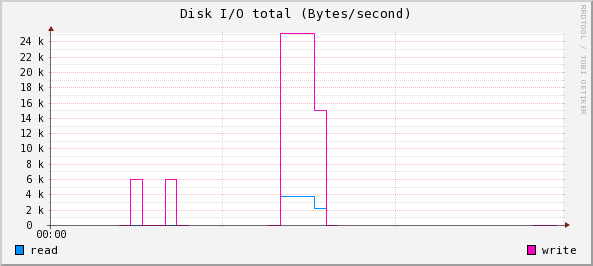 Disk I/O total (Bytes/second)
RRDTOOL / TOBI OETIKER
24 k
22 k
20 k
18 k
16 k
14 k
12 k
10 k
8 k
6 k
4 k
2 k
0
00:00
read
write